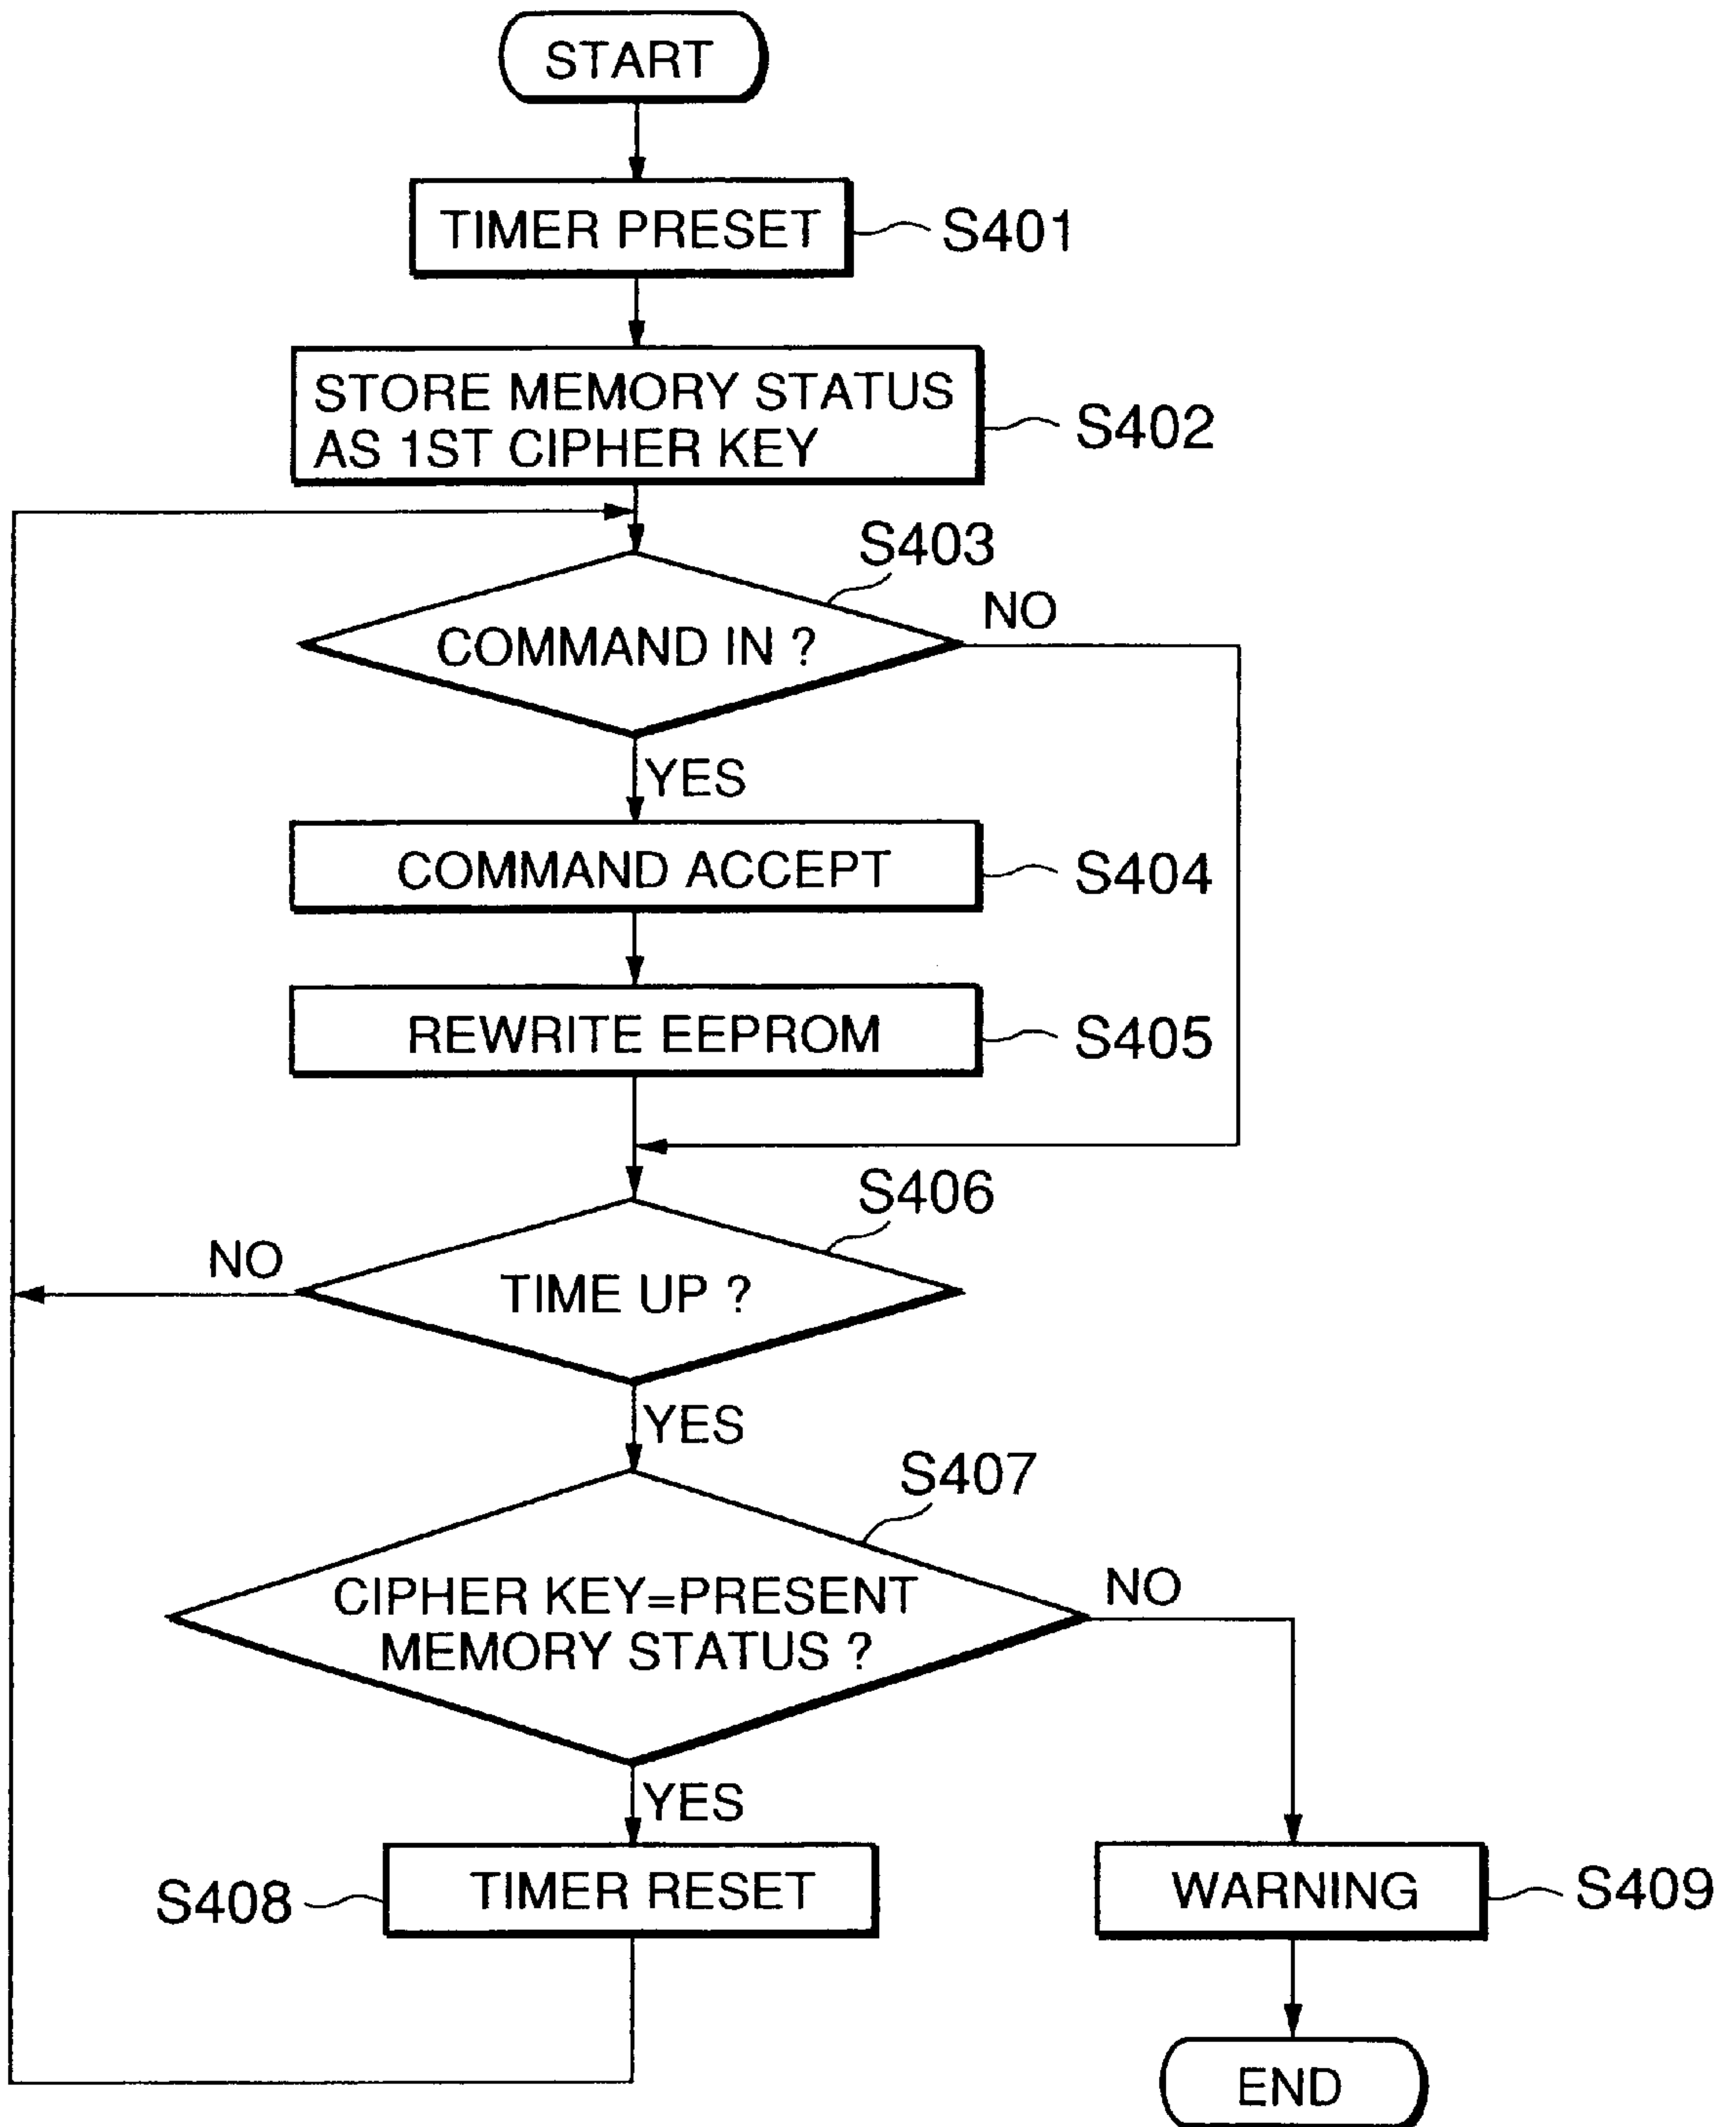 START
TIMER PRESET
S401
STORE MEMORY STATUS
AS 1ST CIPHER KEY
S402
S403
COMMAND IN ?
NO
YES
COMMAND ACCEPT
S404
REWRITE EEPROM
S405
S406
NO
TIME UP ?
YES
S407
CIPHER KEY=PRESENT
MEMORY STATUS ?
NO
YES
S408
TIMER RESET
WARNING
S409
END